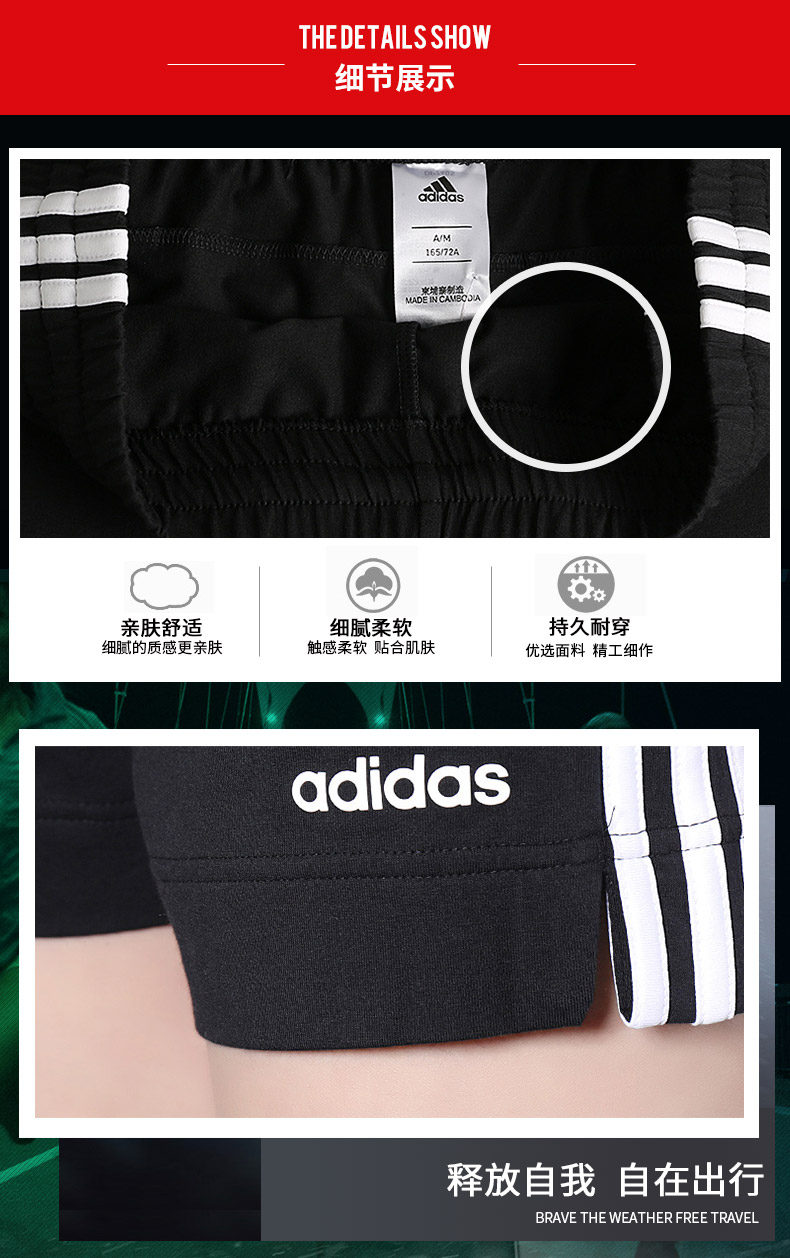 THE DETAILS SHOW
细节展示
adidas
A/M
165/72A
柬埔寨制造
MADE IN CAMBODIA
亲肤舒适
细腻的质感更亲肤
细腻柔软
触感柔软 贴合肌肤
持久耐穿
优选面料 精工细作
adidas
释放自我 自在出行
BRAVE THE WEATHER FREE TRAVEL